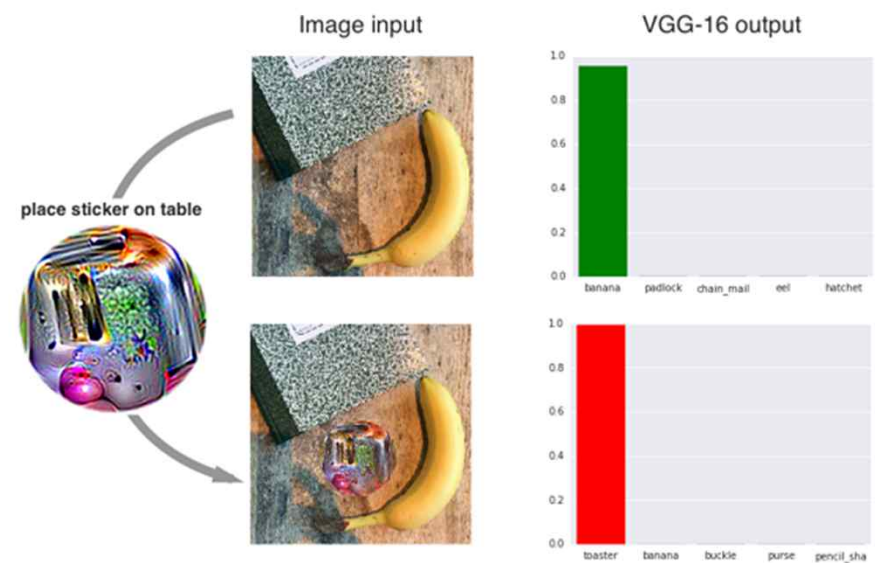 Image input
VGG-16 output
place sticker on table
1.0
0.8
0.6
0.4
0.2
0.0
banana padlock chain_mail eel hatchet
1.0
0.8
0.6
0.4
0.2
0.0
toaster banana buckle purse pencil_sha